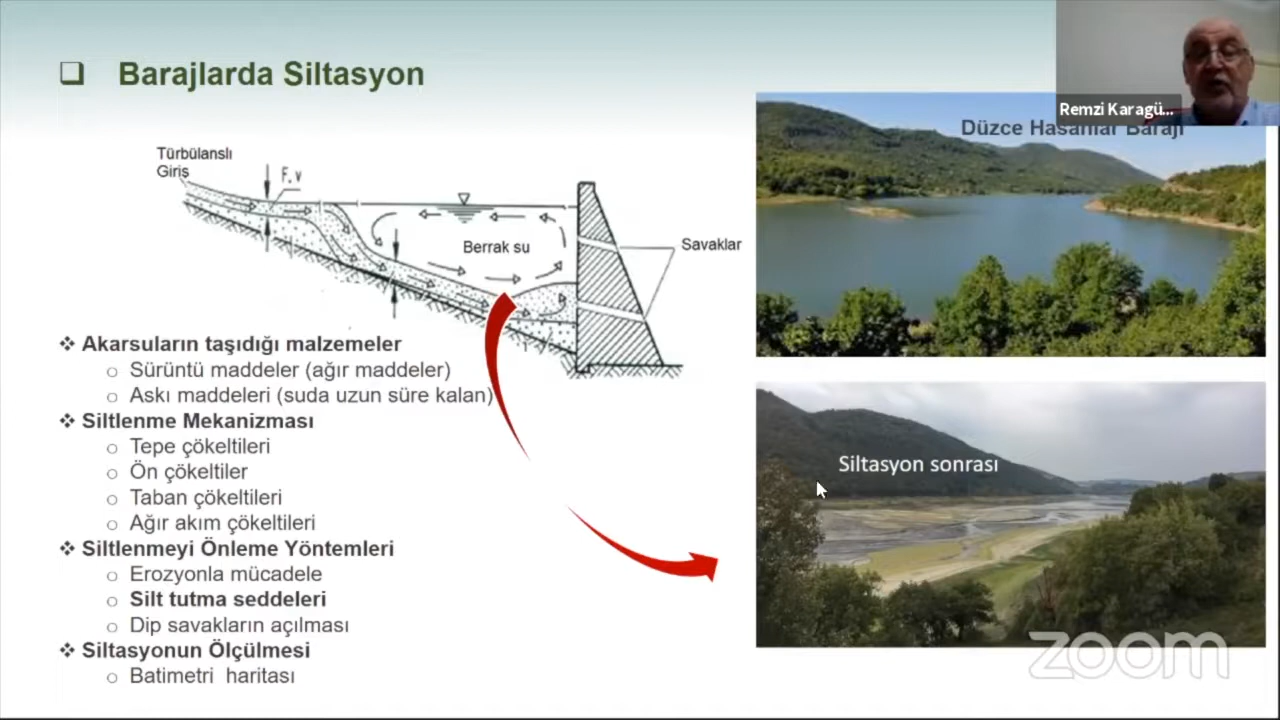 Barajlarda Siltasyon
Remzi Karagü...
Düzce Hasanlar Barajı
Türbülanslı
Giriş
F.v
Berrak su
Savaklar
❖ Akarsuların taşıdığı malzemeler
o Sürüntü maddeler (ağır maddeler)
o Askı maddeleri (suda uzun süre kalan)
❖ Siltlenme Mekanizması
o Tepe çökeltileri
o Ön çökeltiler
o Taban çökeltileri
o Ağır akım çökeltileri
❖ Siltlenmeyi Önleme Yöntemleri
o Erozyonla mücadele
o Silt tutma seddeleri
o Dip savakların açılması
❖ Siltasyonun Ölçülmesi
o Batimetri haritası
Siltasyon sonrası
zoom